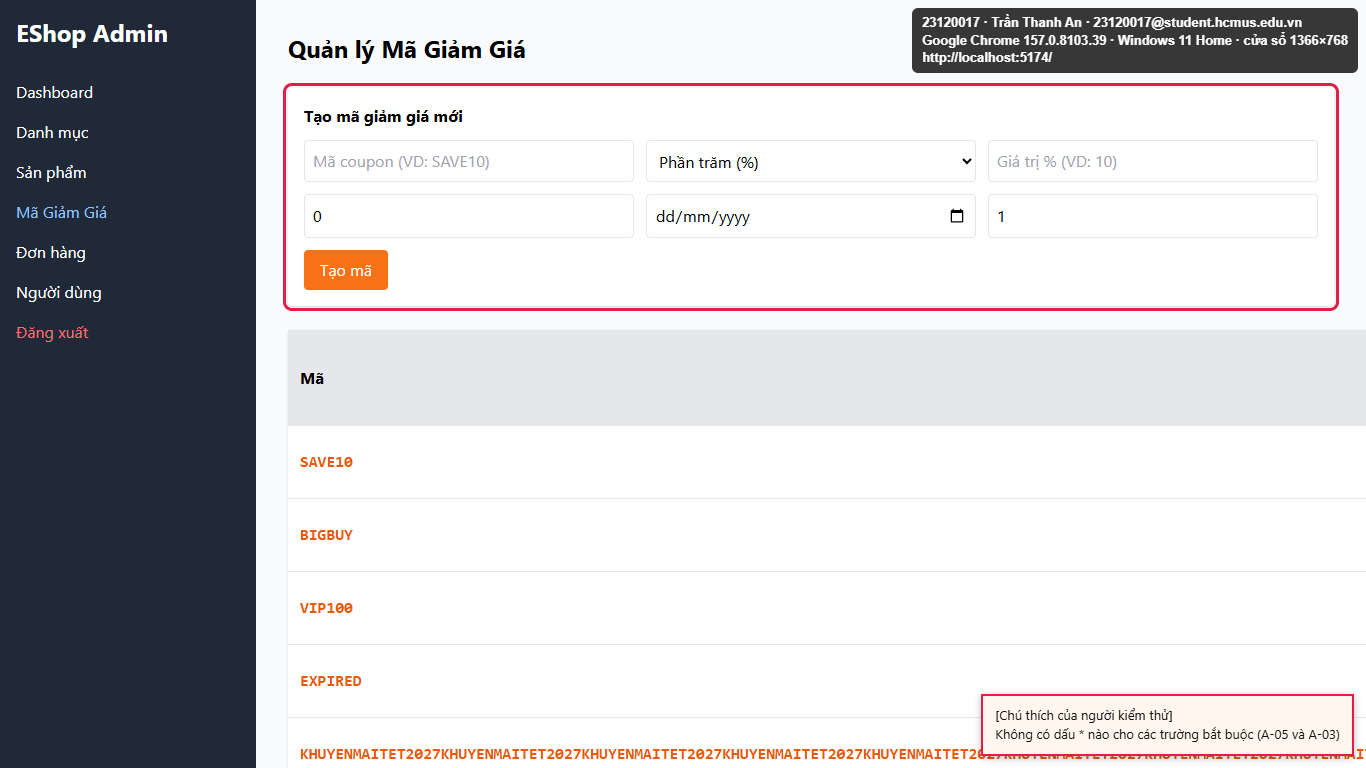 EShop Admin
Dashboard
Danh mục
Sản phẩm
Mã Giảm Giá
Đơn hàng
Người dùng
Đăng xuất
23120017 · Trần Thanh An · 23120017@student.hcmus.edu.vn
Google Chrome 157.0.8103.39 · Windows 11 Home · cửa sổ 1366×768
http://localhost:5174/
Quản lý Mã Giảm Giá
Tạo mã giảm giá mới
Mã coupon (VD: SAVE10)
Phần trăm (%)
Giá trị % (VD: 10)
0
dd/mm/yyyy
1
Tạo mã
Mã
SAVE10
BIGBUY
VIP100
EXPIRED
[Chú thích của người kiểm thử]
Không có dấu * nào cho các trường bắt buộc (A-05 và A-03)
KHUYENMAITET2027KHUYENMAITET2027KHUYENMAITET2027KHUYENMAITET2027KHUYENMAITET2027